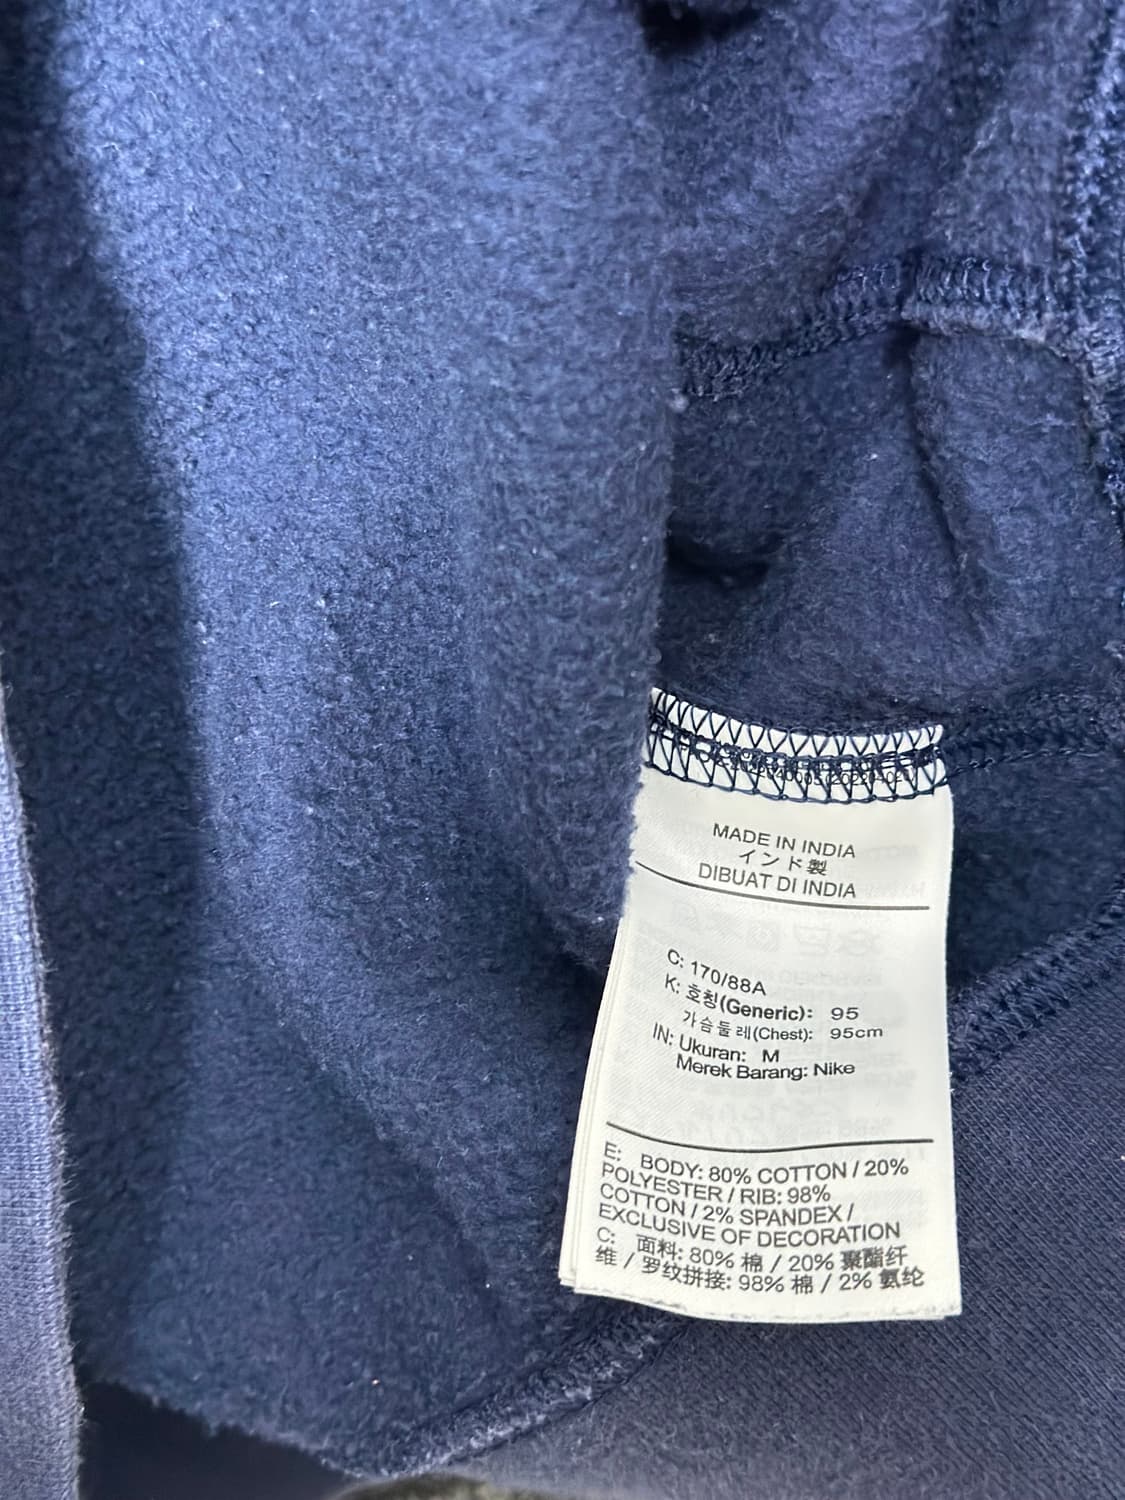 MADE IN INDIA
インド製
DIBUAT DI INDIA
C: 170/88A
K: 호칭(Generic): 95
가슴둘레(Chest): 95cm
IN: Ukuran: M
Merek Barang: Nike
E: BODY: 80% COTTON / 20%
POLYESTER / RIB: 98%
COTTON / 2% SPANDEX /
EXCLUSIVE OF DECORATION
C: 面料: 80% 棉 / 20% 聚酯纤
维 / 罗纹拼接: 98% 棉 / 2% 氨纶